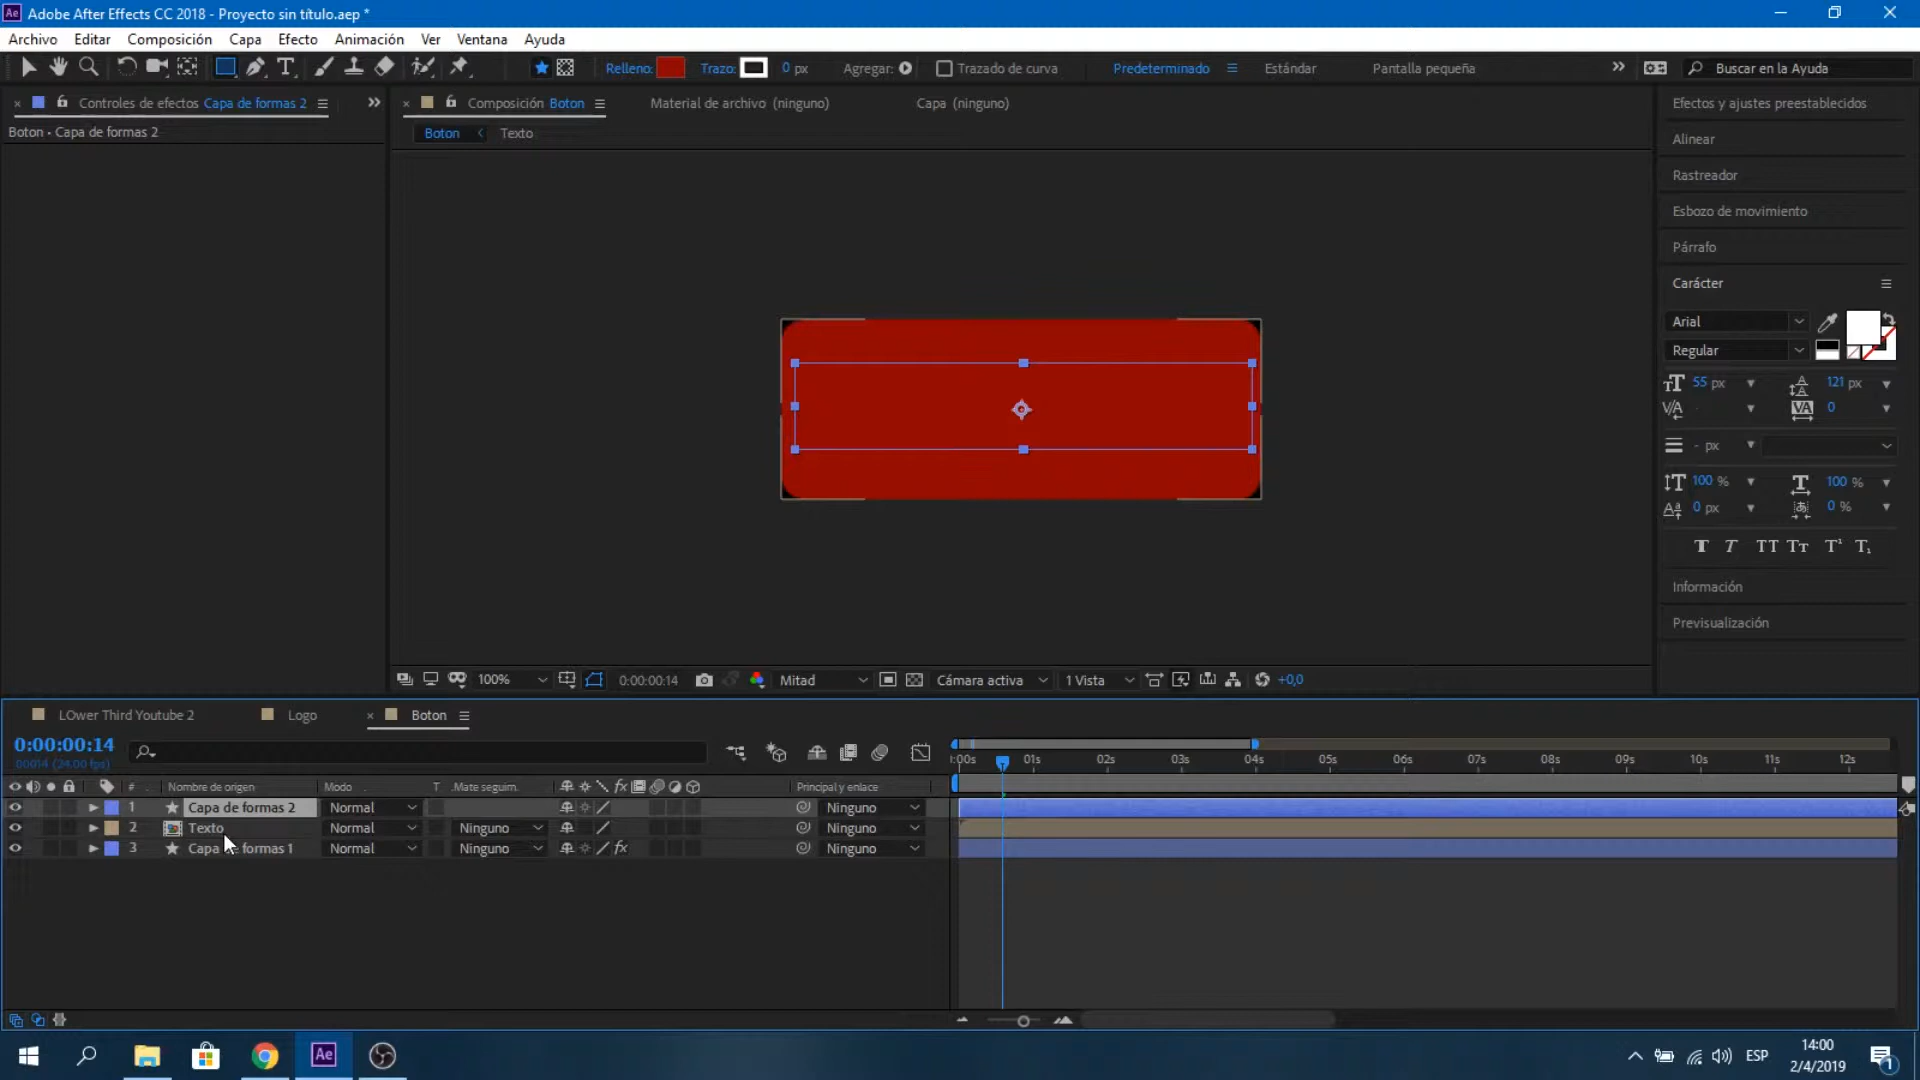 Adobe After Effects CC 2018 - Proyecto sin título.aep *
Archivo Editar Composición Capa Efecto Animación Ver Ventana Ayuda
Relleno: Trazo: 0 px Agregar: Trazado de curva Predeterminado Estándar Pantalla pequeña Buscar en la Ayuda
Controles de efectos Capa de formas 2
Composición Boton Material de archivo (ninguno) Capa (ninguno)
Boton • Capa de formas 2
Boton Texto
Efectos y ajustes preestablecidos
Alinear
Rastreador
Esbozo de movimiento
Párrafo
Carácter
Arial
Regular
55 px 121 px
0
- px
100 % 100 %
0 px 0 %
Información
Previsualización
100% 0:00:00:14 Mitad Cámara activa 1 Vista +0,0
LOwer Third Youtube 2 Logo Boton
0:00:00:14
00014 (24.00 fps)
:00s 01s 02s 03s 04s 05s 06s 07s 08s 09s 10s 11s 12s
# Nombre de origen Modo T .Mate seguim. Principal y enlace
1 Capa de formas 2 Normal Ninguno
2 Texto Normal Ninguno Ninguno
3 Capa de formas 1 Normal Ninguno Ninguno
ESP
14:00
2/4/2019
1